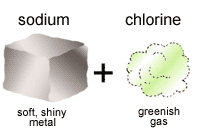 sodium
chlorine
+
soft, shiny
metal
greenish
gas